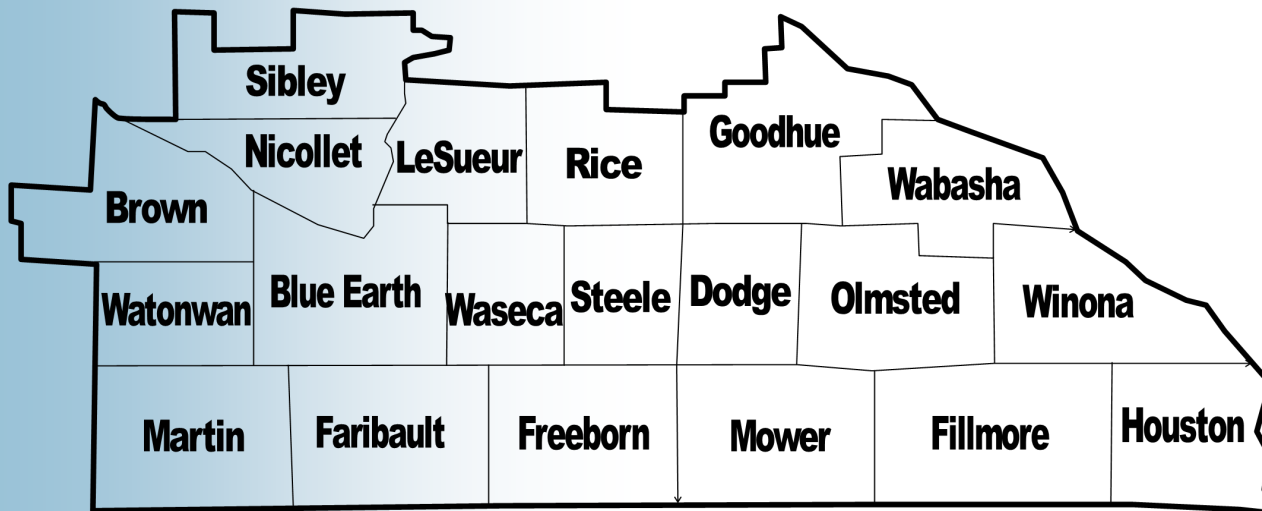 Sibley
Nicollet
LeSueur
Rice
Goodhue
Wabasha
Brown
Watonwan
Blue Earth
Waseca
Steele
Dodge
Olmsted
Winona
Martin
Faribault
Freeborn
Mower
Fillmore
Houston